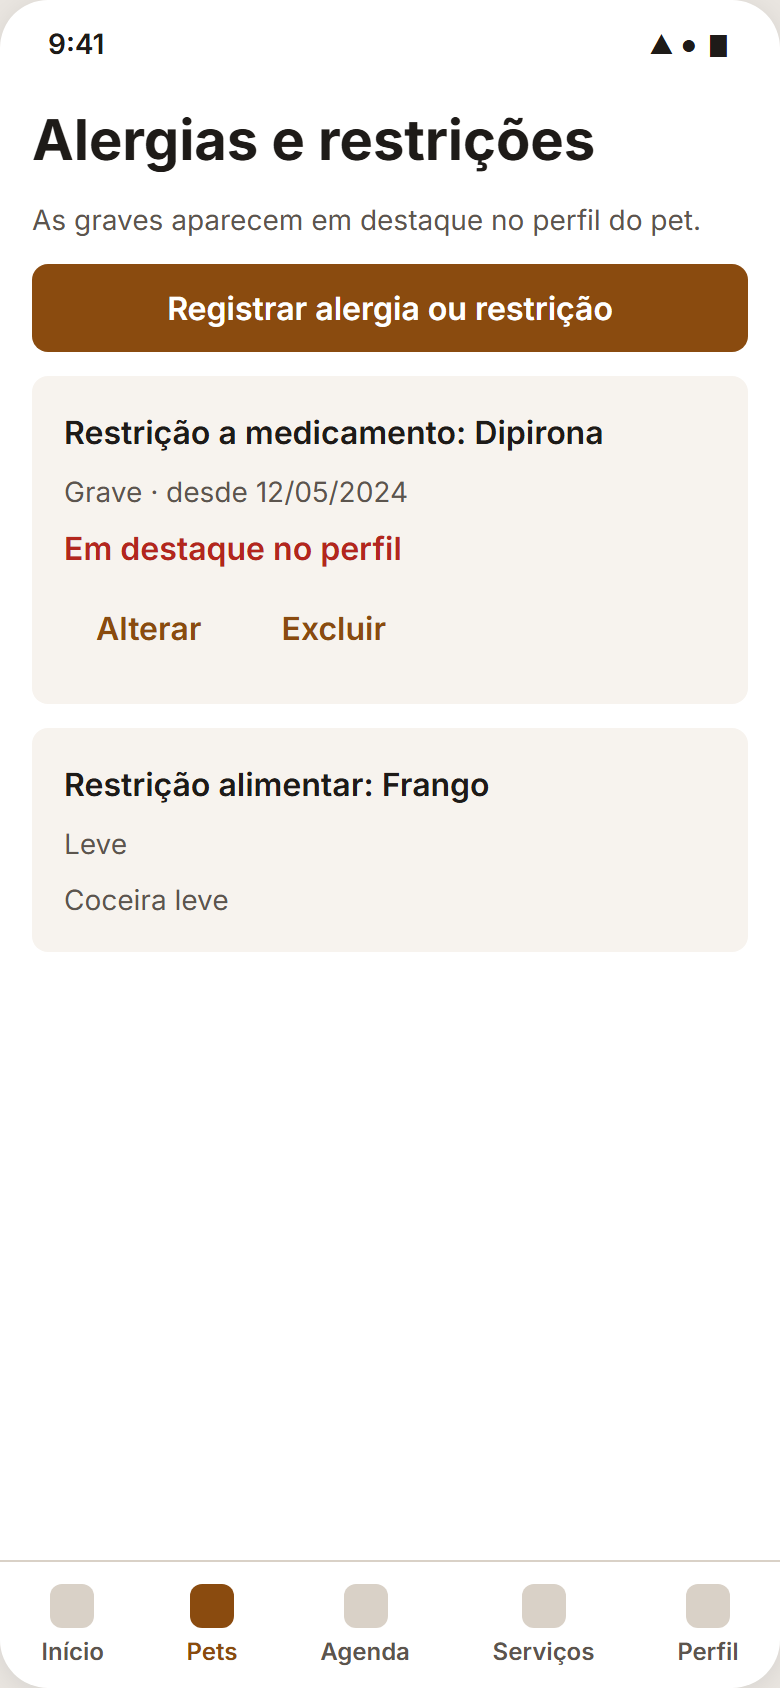 9:41
Alergias e restrições
As graves aparecem em destaque no perfil do pet.
Registrar alergia ou restrição
Restrição a medicamento: Dipirona
Grave · desde 12/05/2024
Em destaque no perfil
Alterar Excluir
Restrição alimentar: Frango
Leve
Coceira leve
Início Pets Agenda Serviços Perfil